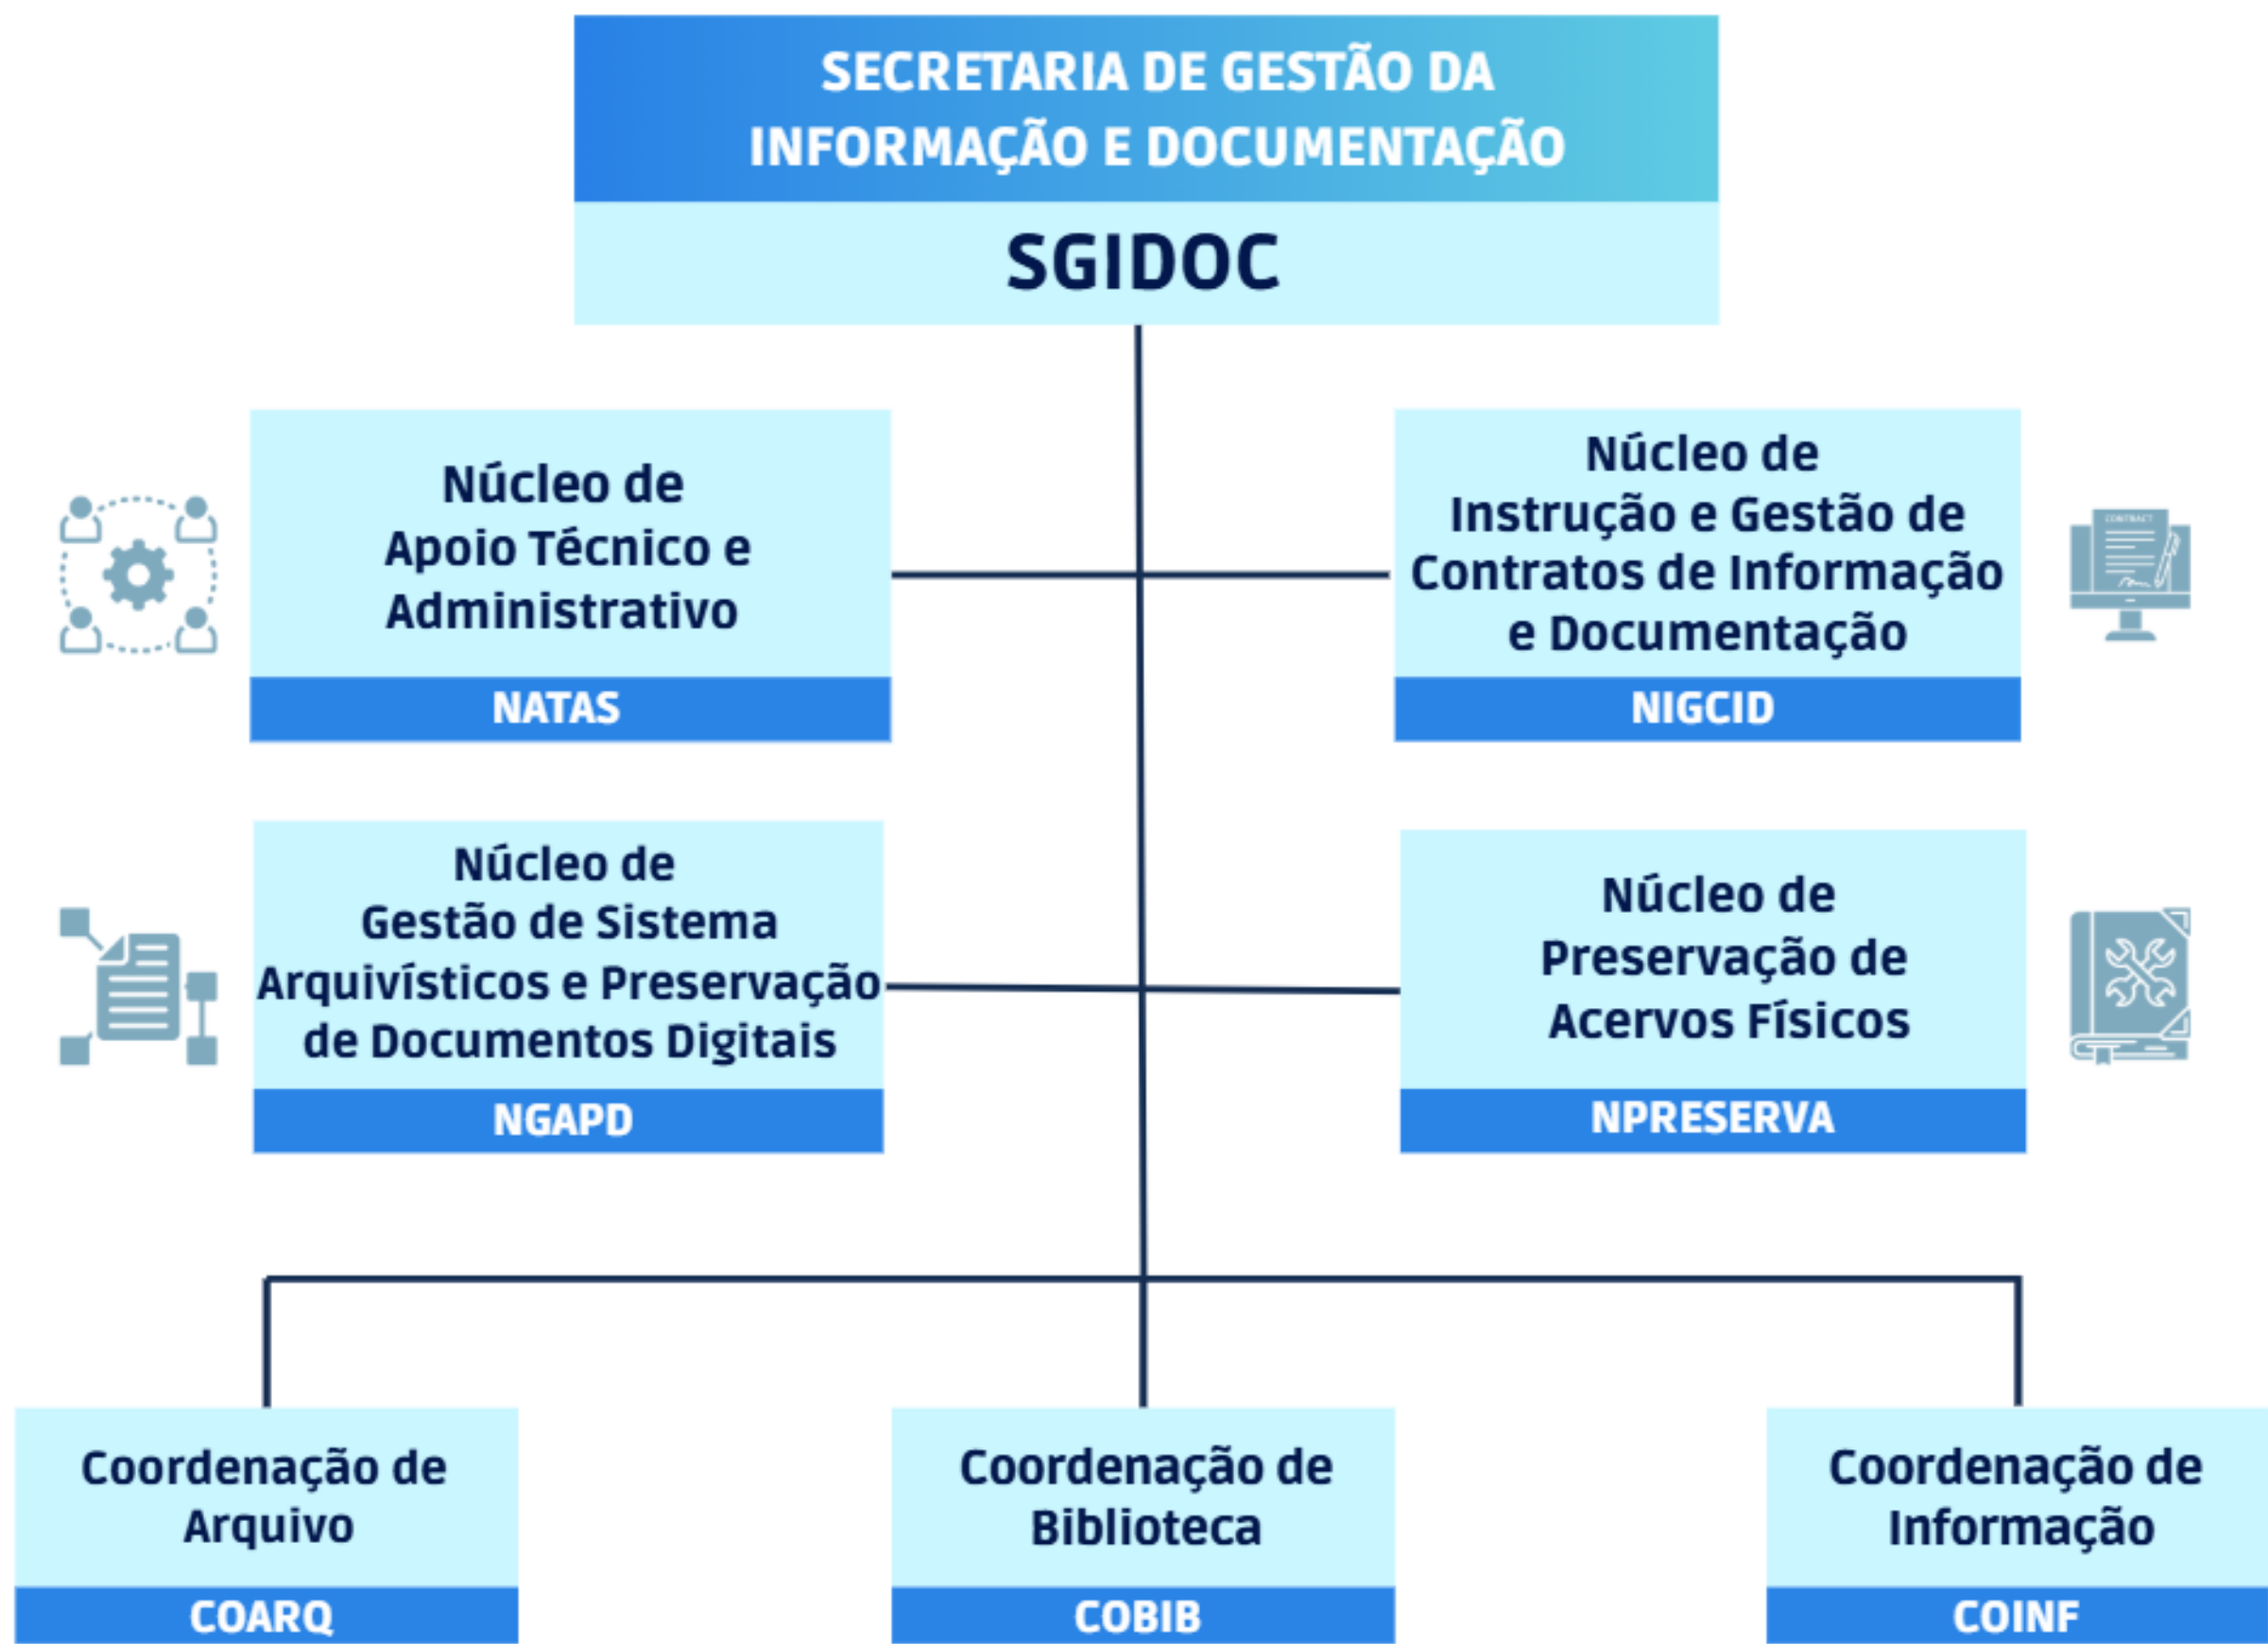 SECRETARIA DE GESTÃO DA
INFORMAÇÃO E DOCUMENTAÇÃO
SGIDOC
Núcleo de
Apoio Técnico e
Administrativo
NATAS
Núcleo de
Instrução e Gestão de
Contratos de Informação
e Documentação
NIGCID
CONTRACT
Núcleo de
Gestão de Sistema
Arquivísticos e Preservação
de Documentos Digitais
NGAPD
Núcleo de
Preservação de
Acervos Físicos
NPRESERVA
Coordenação de
Arquivo
COARQ
Coordenação de
Biblioteca
COBIB
Coordenação de
Informação
COINF